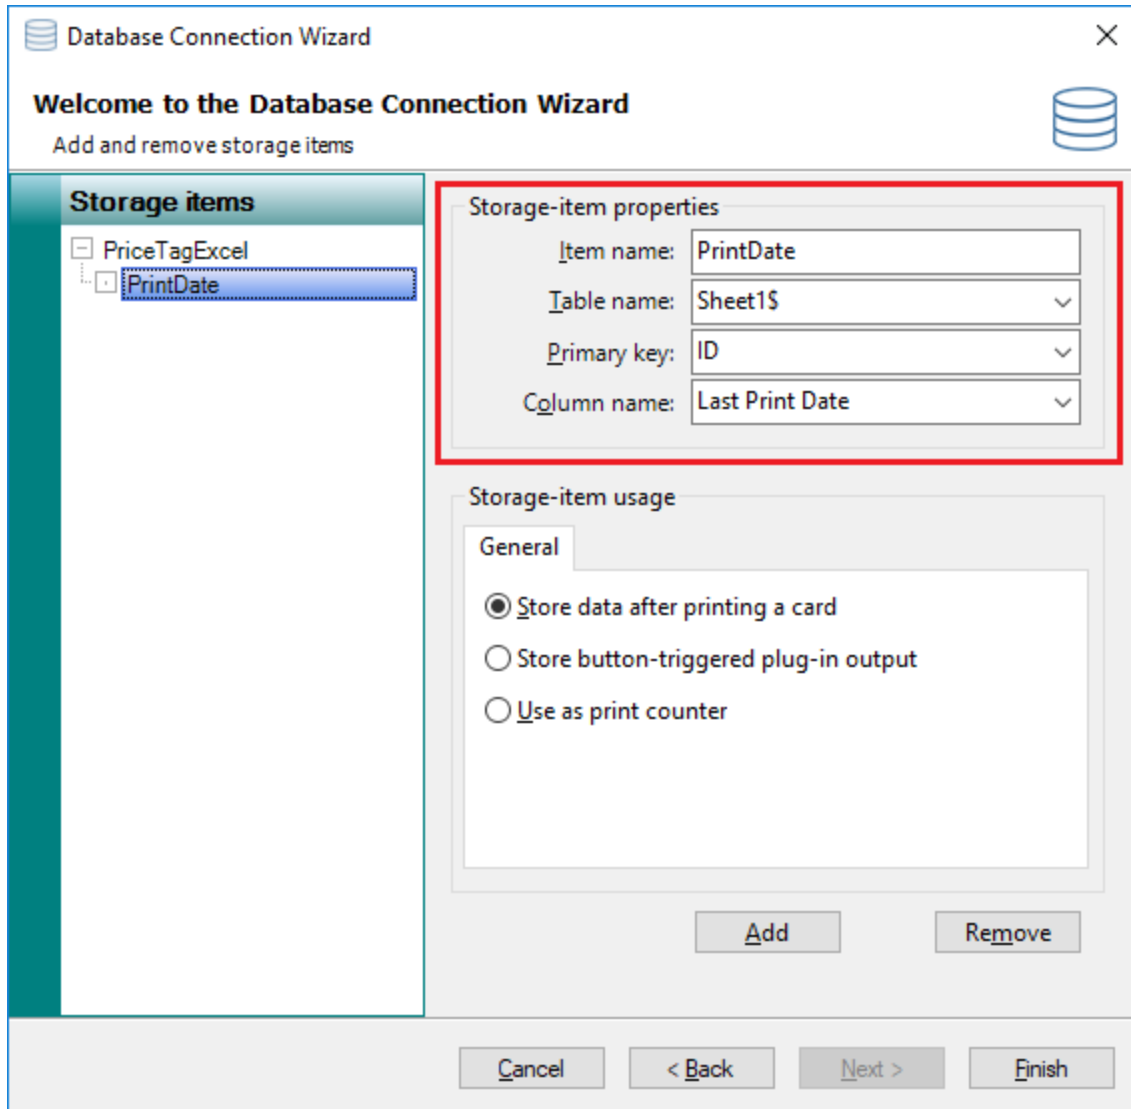 Database Connection Wizard
Welcome to the Database Connection Wizard
Add and remove storage items
Storage items
PriceTagExcel
PrintDate
Storage-item properties
Item name: PrintDate
Table name: Sheet1$
Primary key: ID
Column name: Last Print Date
Storage-item usage
General
Store data after printing a card
Store button-triggered plug-in output
Use as print counter
Add Remove
Cancel < Back Next > Finish